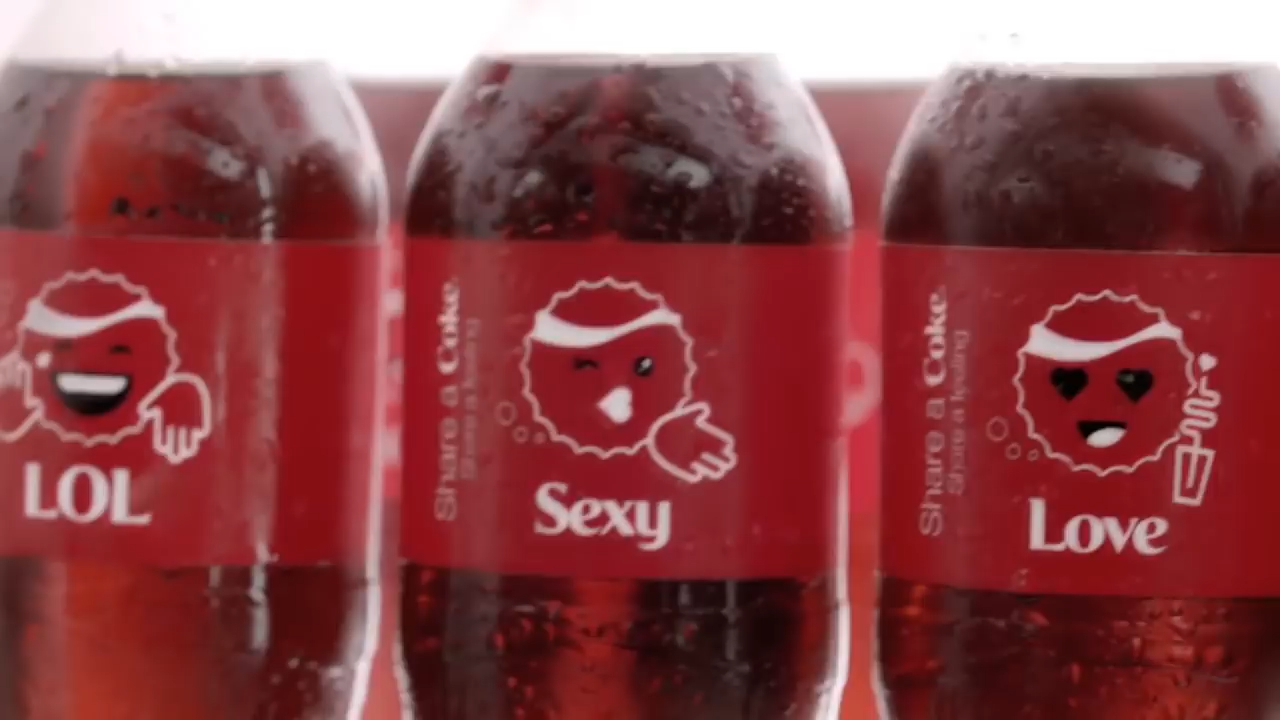 LOL
Share a Coke.
Share a feeling
Sexy
Share a Coke.
Share a feeling
Love